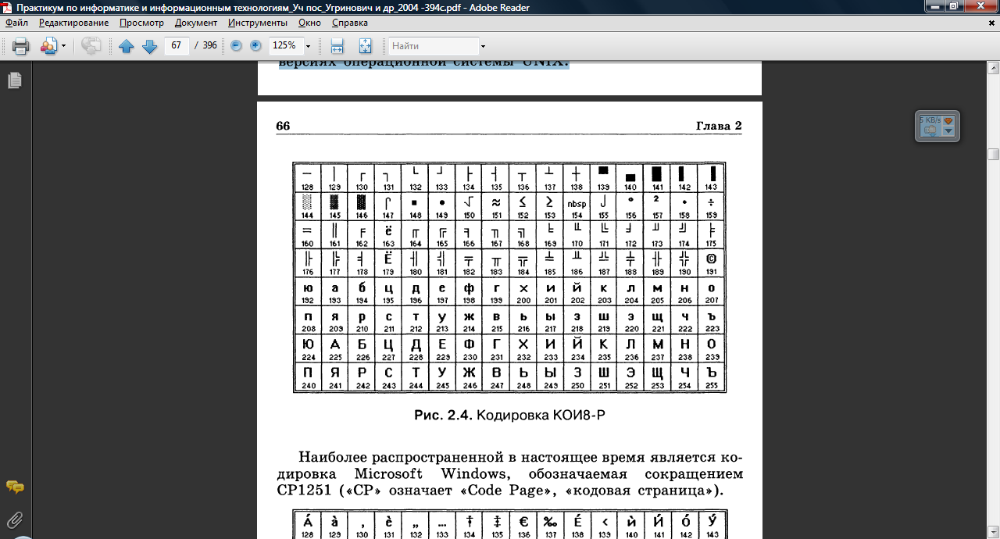 Практикум по информатике и информационным технологиям_Уч пос_Угринович и др_2004 -394с.pdf - Adobe Reader
Файл Редактирование Просмотр Документ Инструменты Окно Справка
67 / 396 125% Найти
версиях операционной системы UNIX.
5 KB/s
66 Глава 2
─ │ ┌ ┐ └ ┘ ├ ┤ ┬ ┴ ┼ ▀ ▄ █ ▌ ▐
128 129 130 131 132 133 134 135 136 137 138 139 140 141 142 143
░ ▒ ▓ ⌠ ■ • √ ≈ ≤ ≥ nbsp ⌡ ° ² · ÷
144 145 146 147 148 149 150 151 152 153 154 155 156 157 158 159
═ ║ ╒ ё ╓ ╔ ╕ ╖ ╗ ╘ ╙ ╚ ╛ ╜ ╝ ╞
160 161 162 163 164 165 166 167 168 169 170 171 172 173 174 175
╟ ╠ ╡ Ё ╢ ╣ ╤ ╥ ╦ ╧ ╨ ╩ ╪ ╫ ╬ ©
176 177 178 179 180 181 182 183 184 185 186 187 188 189 190 191
ю а б ц д е ф г х и й к л м н о
192 193 194 195 196 197 198 199 200 201 202 203 204 205 206 207
п я р с т у ж в ь ы з ш э щ ч ъ
208 209 210 211 212 213 214 215 216 217 218 219 220 221 222 223
Ю А Б Ц Д Е Ф Г Х И Й К Л М Н О
224 225 226 227 228 229 230 231 232 233 234 235 236 237 238 239
П Я Р С Т У Ж В Ь Ы З Ш Э Щ Ч Ъ
240 241 242 243 244 245 246 247 248 249 250 251 252 253 254 255
Рис. 2.4. Кодировка КОИ8-Р
Наиболее распространенной в настоящее время является ко-
дировка Microsoft Windows, обозначаемая сокращением
CP1251 («CP» означает «Code Page», «кодовая страница»).
Á à , è „ … † ‡ € ‰ É ‹ ѝ И́ ó У́
128 129 130 131 132 133 134 135 136 137 138 139 140 141 142 143